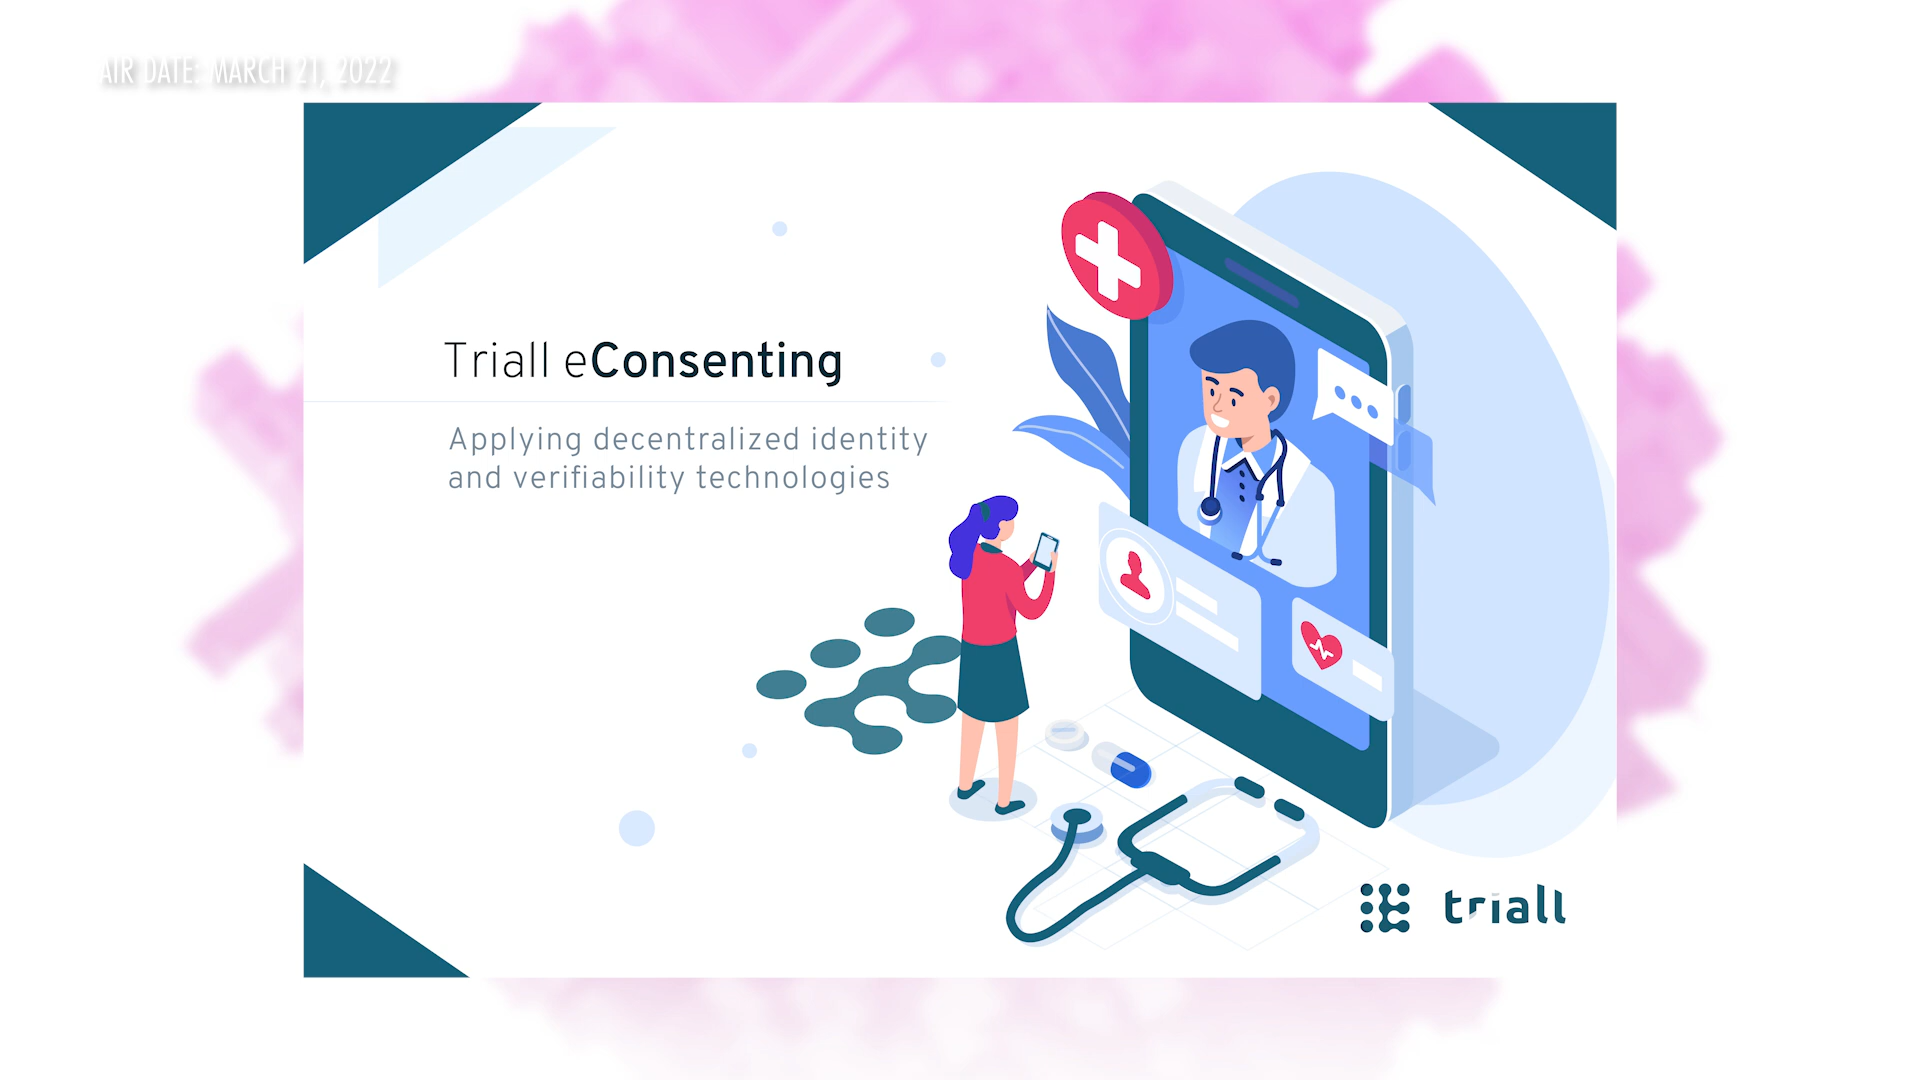 AIR DATE: MARCH 21, 2022
Triall eConsenting
Applying decentralized identity
and verifiability technologies
triall